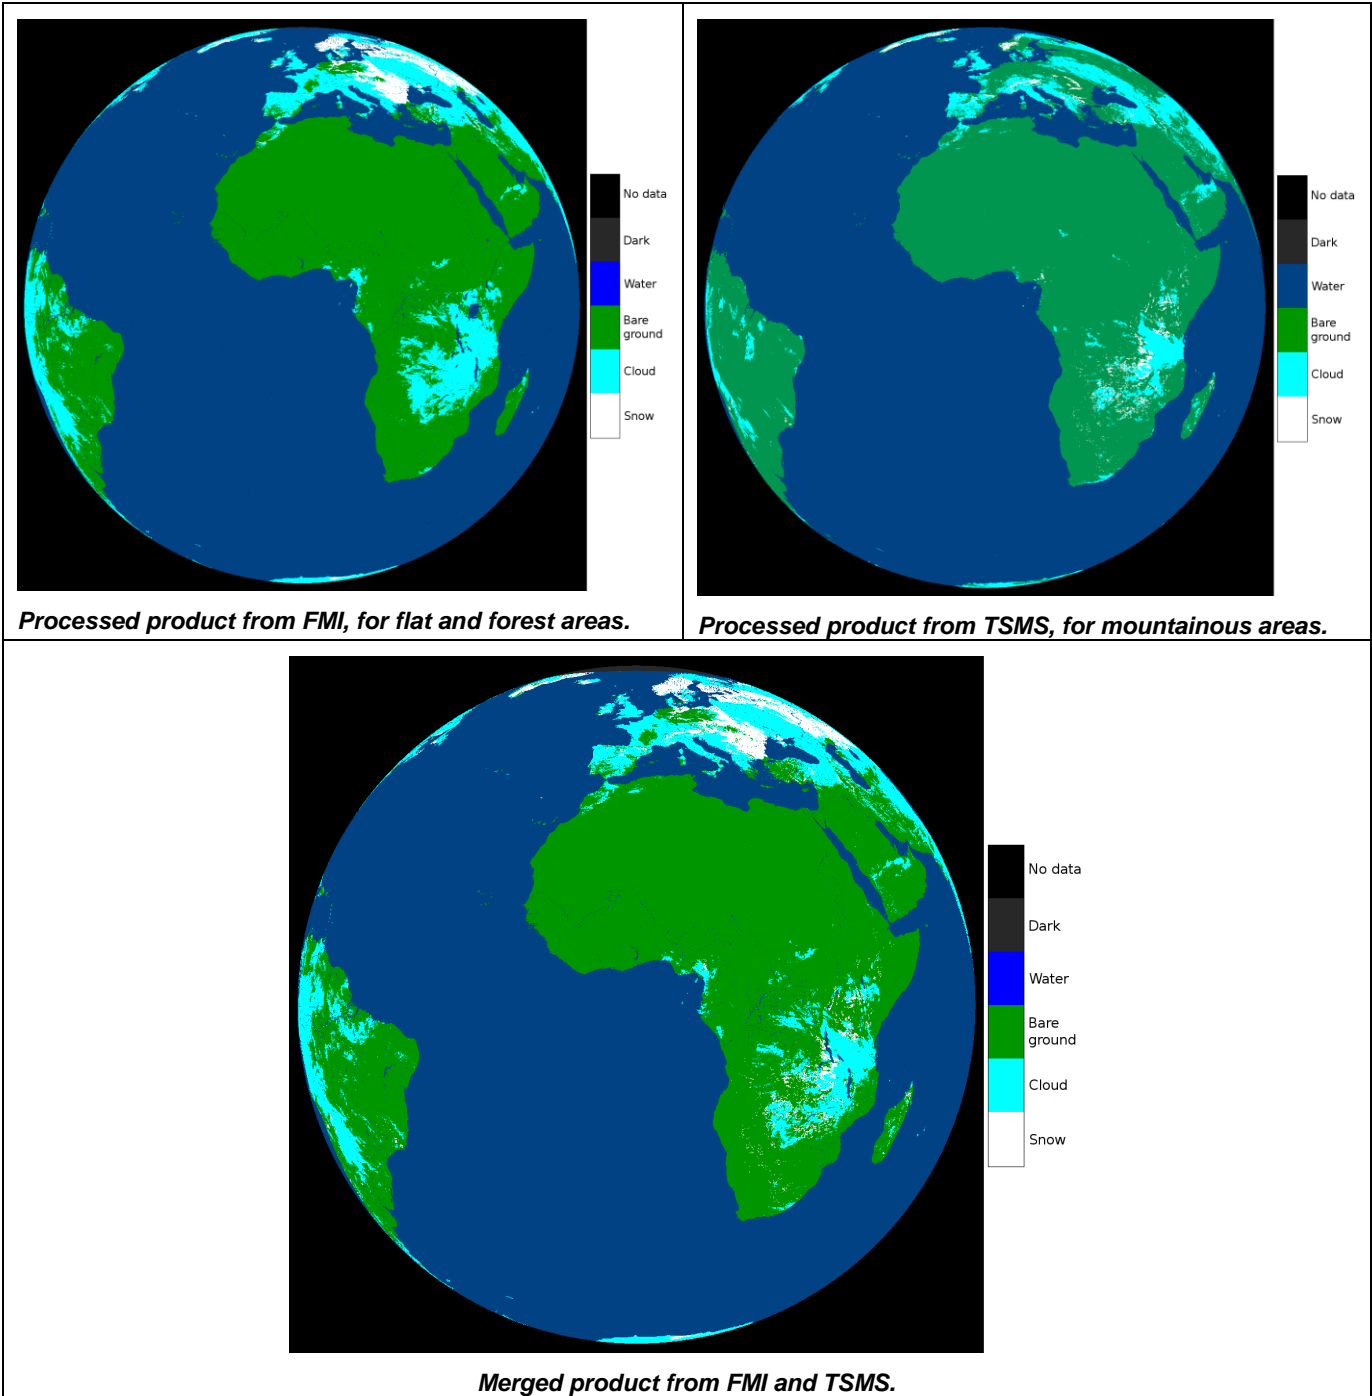 No data
Dark
Water
Bare
ground
Cloud
Snow
Processed product from FMI, for flat and forest areas.
No data
Dark
Water
Bare
ground
Cloud
Snow
Processed product from TSMS, for mountainous areas.
No data
Dark
Water
Bare
ground
Cloud
Snow
Merged product from FMI and TSMS.